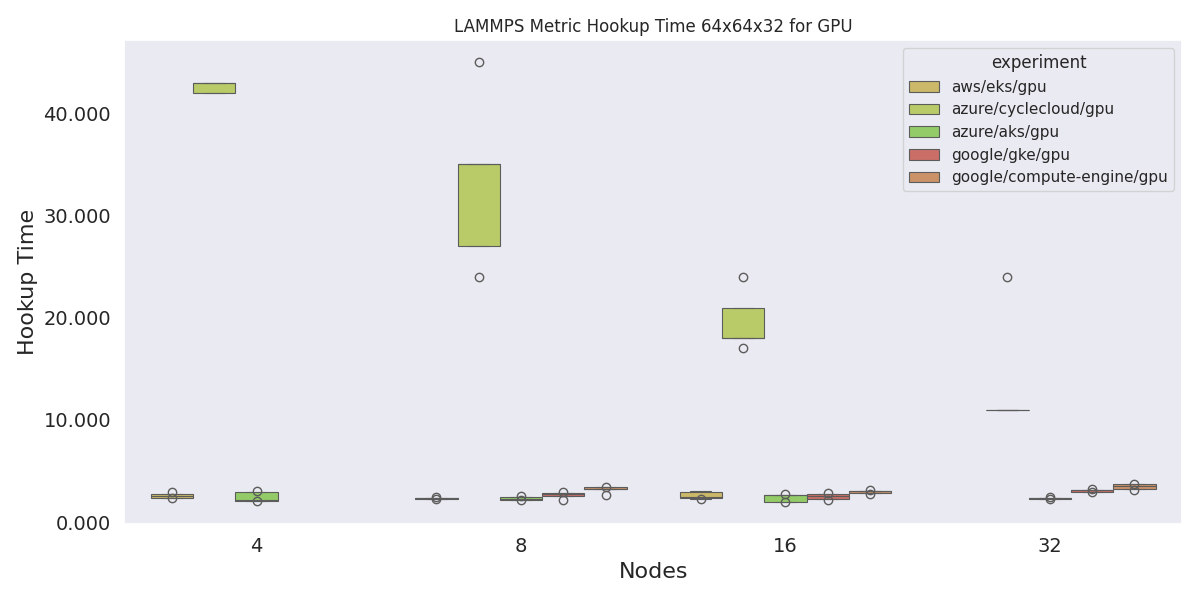 LAMMPS Metric Hookup Time 64x64x32 for GPU
experiment
aws/eks/gpu
azure/cyclecloud/gpu
azure/aks/gpu
google/gke/gpu
google/compute-engine/gpu
Hookup Time
40.000
30.000
20.000
10.000
0.000
4
8
16
32
Nodes